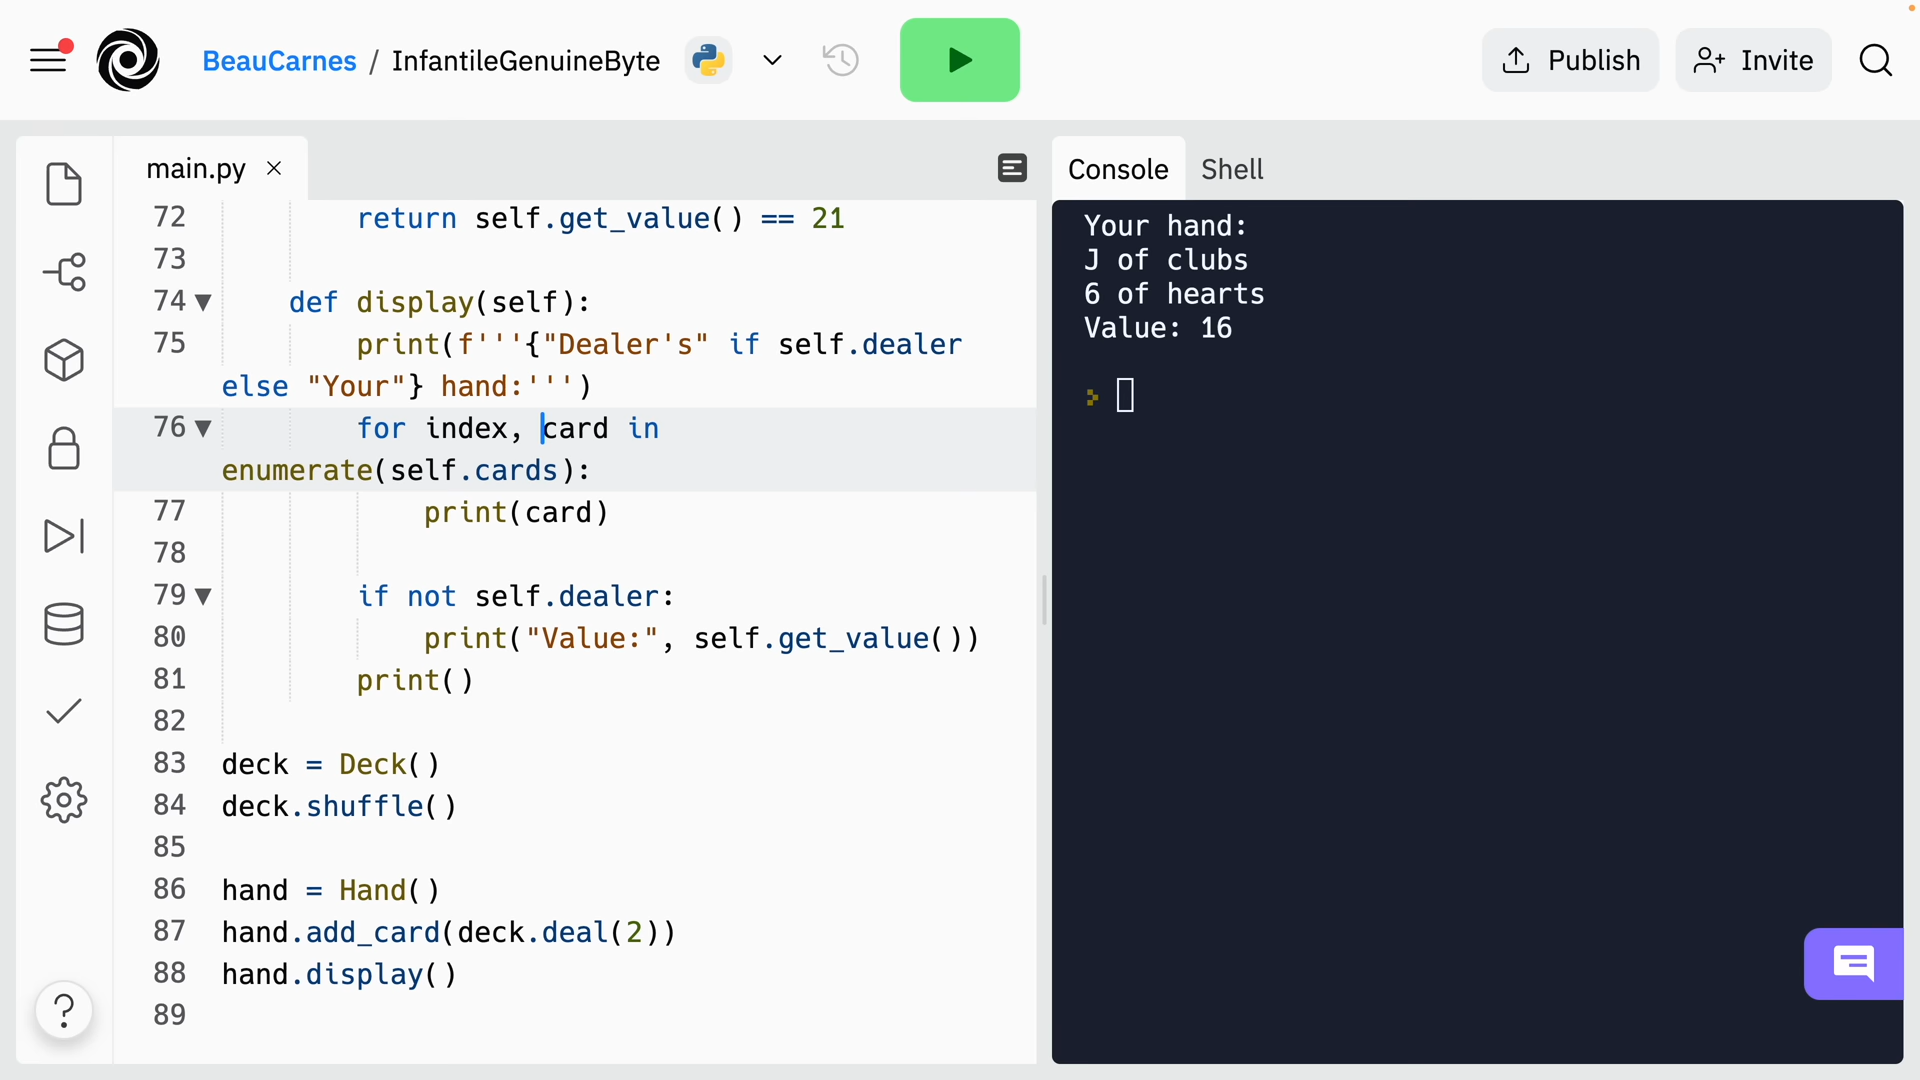 BeauCarnes / InfantileGenuineByte
Publish
Invite
main.py
72 return self.get_value() == 21
73
74 def display(self):
75 print(f'''{"Dealer's" if self.dealer
else "Your"} hand:''')
76 for index, card in
enumerate(self.cards):
77 print(card)
78
79 if not self.dealer:
80 print("Value:", self.get_value())
81 print()
82
83 deck = Deck()
84 deck.shuffle()
85
86 hand = Hand()
87 hand.add_card(deck.deal(2))
88 hand.display()
89
?
Console Shell
Your hand:
J of clubs
6 of hearts
Value: 16